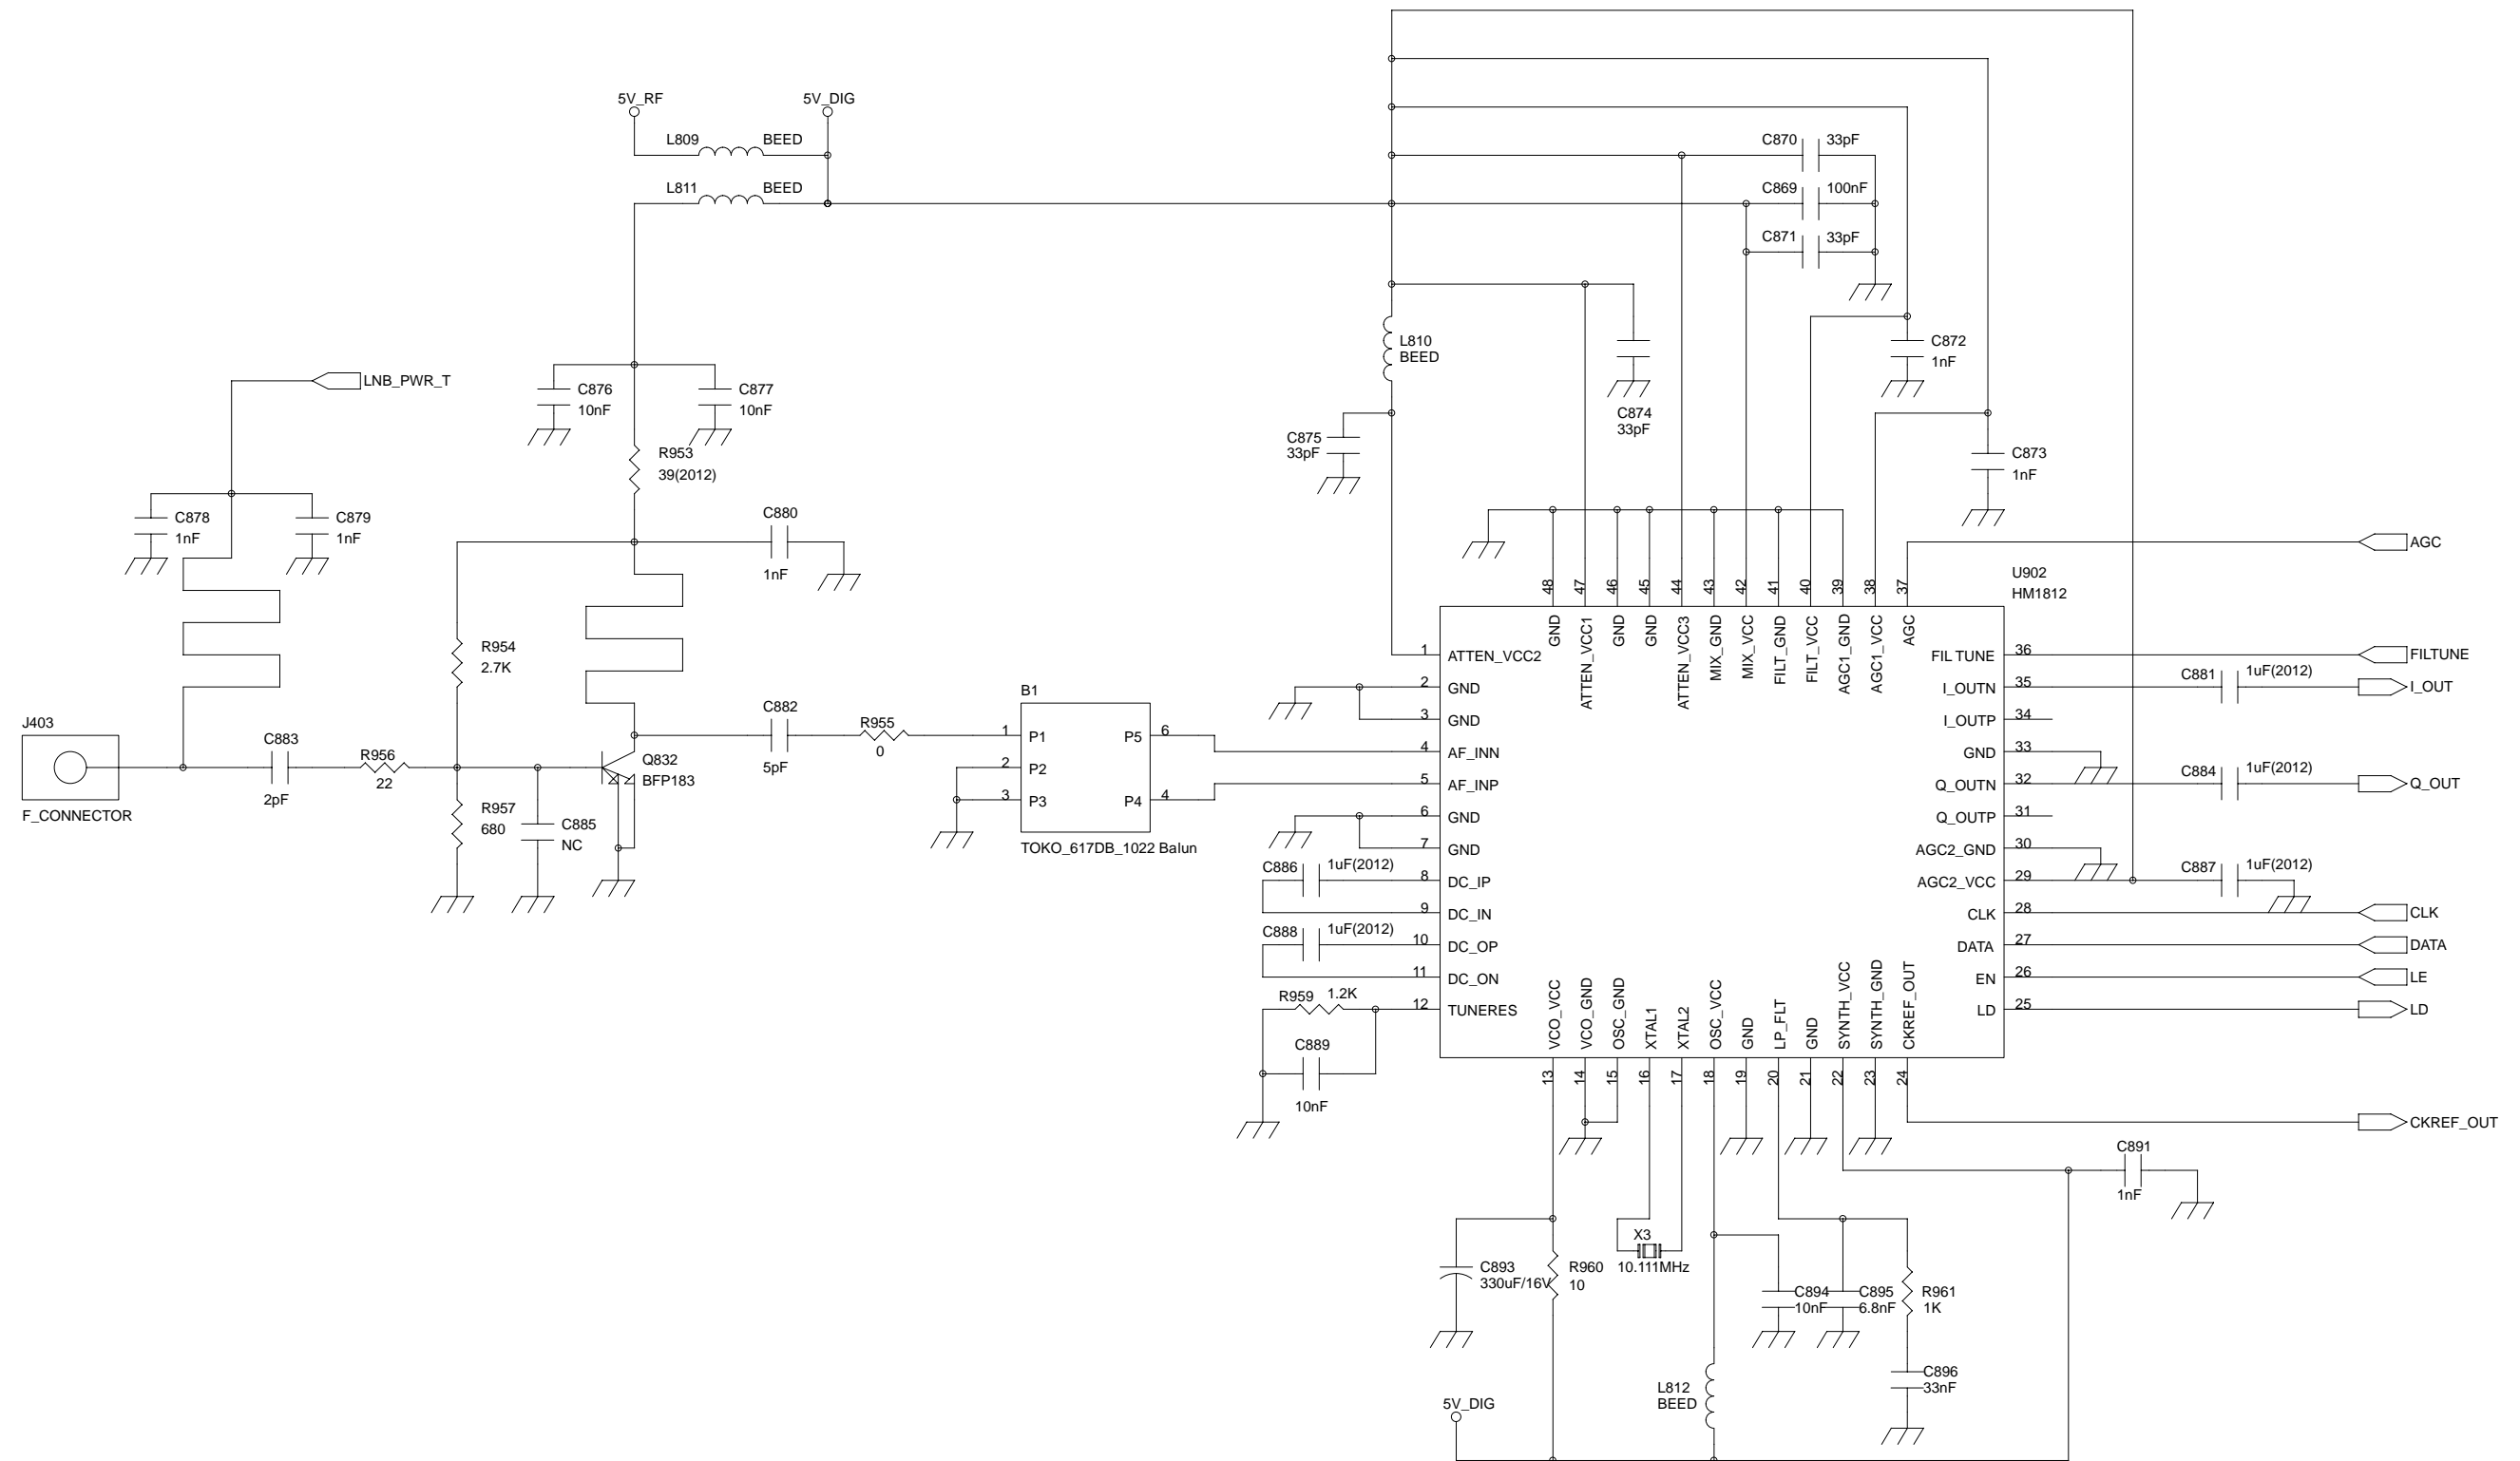 5V_RF
5V_DIG
L809
BEED
L811
BEED
C870
33pF
C869
100nF
C871
33pF
L810
BEED
C872
1nF
LNB_PWR_T
C876
10nF
C877
10nF
C874
33pF
C875
33pF
R953
39(2012)
C873
1nF
C878
1nF
C879
1nF
C880
1nF
AGC
U902
HM1812
48
47
46
45
44
43
42
41
40
39
38
37
GND
ATTEN_VCC1
GND
GND
ATTEN_VCC3
MIX_GND
MIX_VCC
FILT_GND
FILT_VCC
AGC1_GND
AGC1_VCC
AGC
R954
2.7K
1
ATTEN_VCC2
2
GND
3
GND
4
AF_INN
5
AF_INP
6
GND
7
GND
8
DC_IP
9
DC_IN
10
DC_OP
11
DC_ON
12
TUNERES
FIL TUNE
36
FILTUNE
I_OUTN
35
C881
1uF(2012)
I_OUT
I_OUTP
34
GND
33
Q_OUTN
32
C884
1uF(2012)
Q_OUT
Q_OUTP
31
AGC2_GND
30
AGC2_VCC
29
C887
1uF(2012)
CLK
28
CLK
DATA
27
DATA
EN
26
LE
LD
25
LD
B1
1
P1
2
P2
3
P3
P5
6
P4
4
TOKO_617DB_1022 Balun
C882
5pF
R955
0
J403
F_CONNECTOR
C883
2pF
R956
22
Q832
BFP183
R957
680
C885
NC
C886
1uF(2012)
C888
1uF(2012)
R959
1.2K
C889
10nF
VCO_VCC
VCO_GND
OSC_GND
XTAL1
XTAL2
OSC_VCC
GND
LP_FLT
GND
SYNTH_VCC
SYNTH_GND
CKREF_OUT
13
14
15
16
17
18
19
20
21
22
23
24
CKREF_OUT
C891
1nF
X3
10.111MHz
C893
330uF/16V
R960
10
C894
10nF
C895
6.8nF
R961
1K
C896
33nF
L812
BEED
5V_DIG